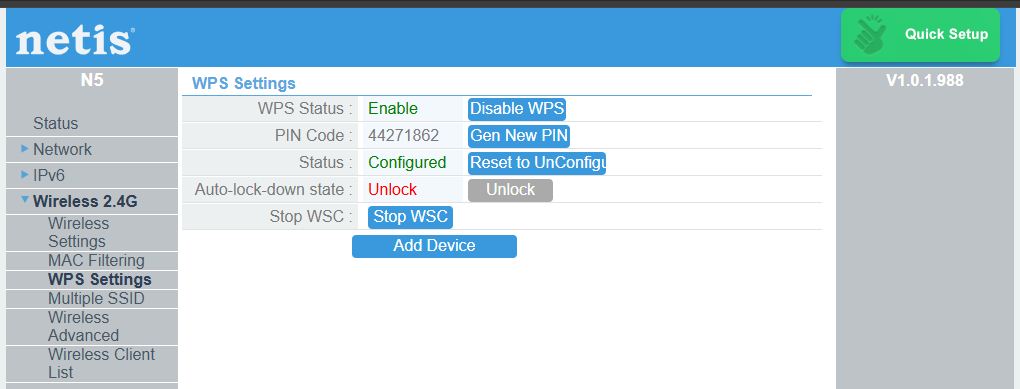 netis
Quick Setup
N5
V1.0.1.988
Status
Network
IPv6
Wireless 2.4G
Wireless
Settings
MAC Filtering
WPS Settings
Multiple SSID
Wireless
Advanced
Wireless Client
List
WPS Settings
WPS Status : Enable Disable WPS
PIN Code : 44271862 Gen New PIN
Status : Configured Reset to UnConfigu
Auto-lock-down state : Unlock Unlock
Stop WSC : Stop WSC
Add Device